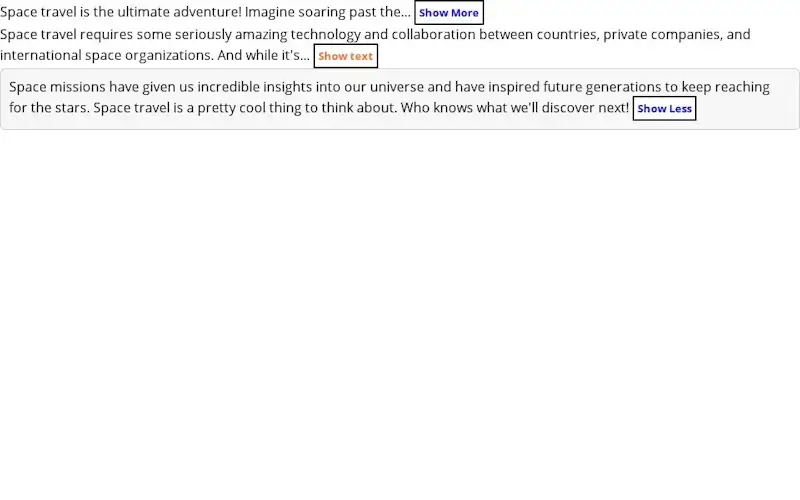 Space travel is the ultimate adventure! Imagine soaring past the... Show More
Space travel requires some seriously amazing technology and collaboration between countries, private companies, and
international space organizations. And while it's... Show text
Space missions have given us incredible insights into our universe and have inspired future generations to keep reaching
for the stars. Space travel is a pretty cool thing to think about. Who knows what we'll discover next! Show Less